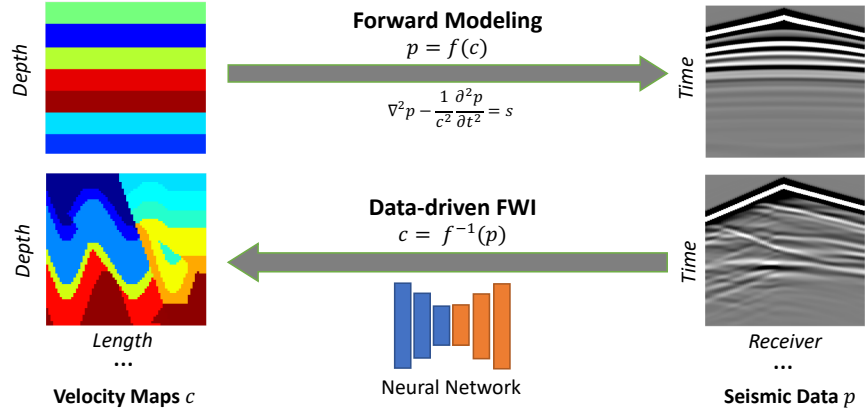 Forward Modeling
p = f(c)
∇²p − 1/c² ∂²p/∂t² = s
Depth
Time
Data-driven FWI
c = f⁻¹(p)
Depth
Time
Length
...
Velocity Maps c
Neural Network
Receiver
...
Seismic Data p